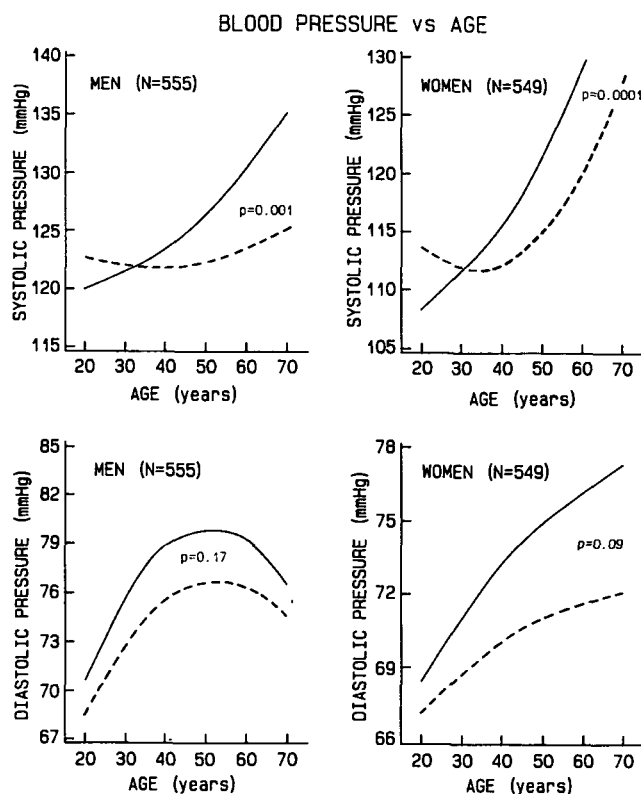 BLOOD PRESSURE vs AGE
MEN (N=555)
SYSTOLIC PRESSURE (mmHg)
140
135
130
125
120
115
p=0.001
20 30 40 50 60 70
AGE (years)
WOMEN (N=549)
SYSTOLIC PRESSURE (mmHg)
130
125
120
115
110
105
p=0.0001
20 30 40 50 60 70
AGE (years)
MEN (N=555)
DIASTOLIC PRESSURE (mmHg)
85
82
79
76
73
70
67
p=0.17
20 30 40 50 60 70
AGE (years)
WOMEN (N=549)
DIASTOLIC PRESSURE (mmHg)
78
75
72
69
66
p=0.09
20 30 40 50 60 70
AGE (years)